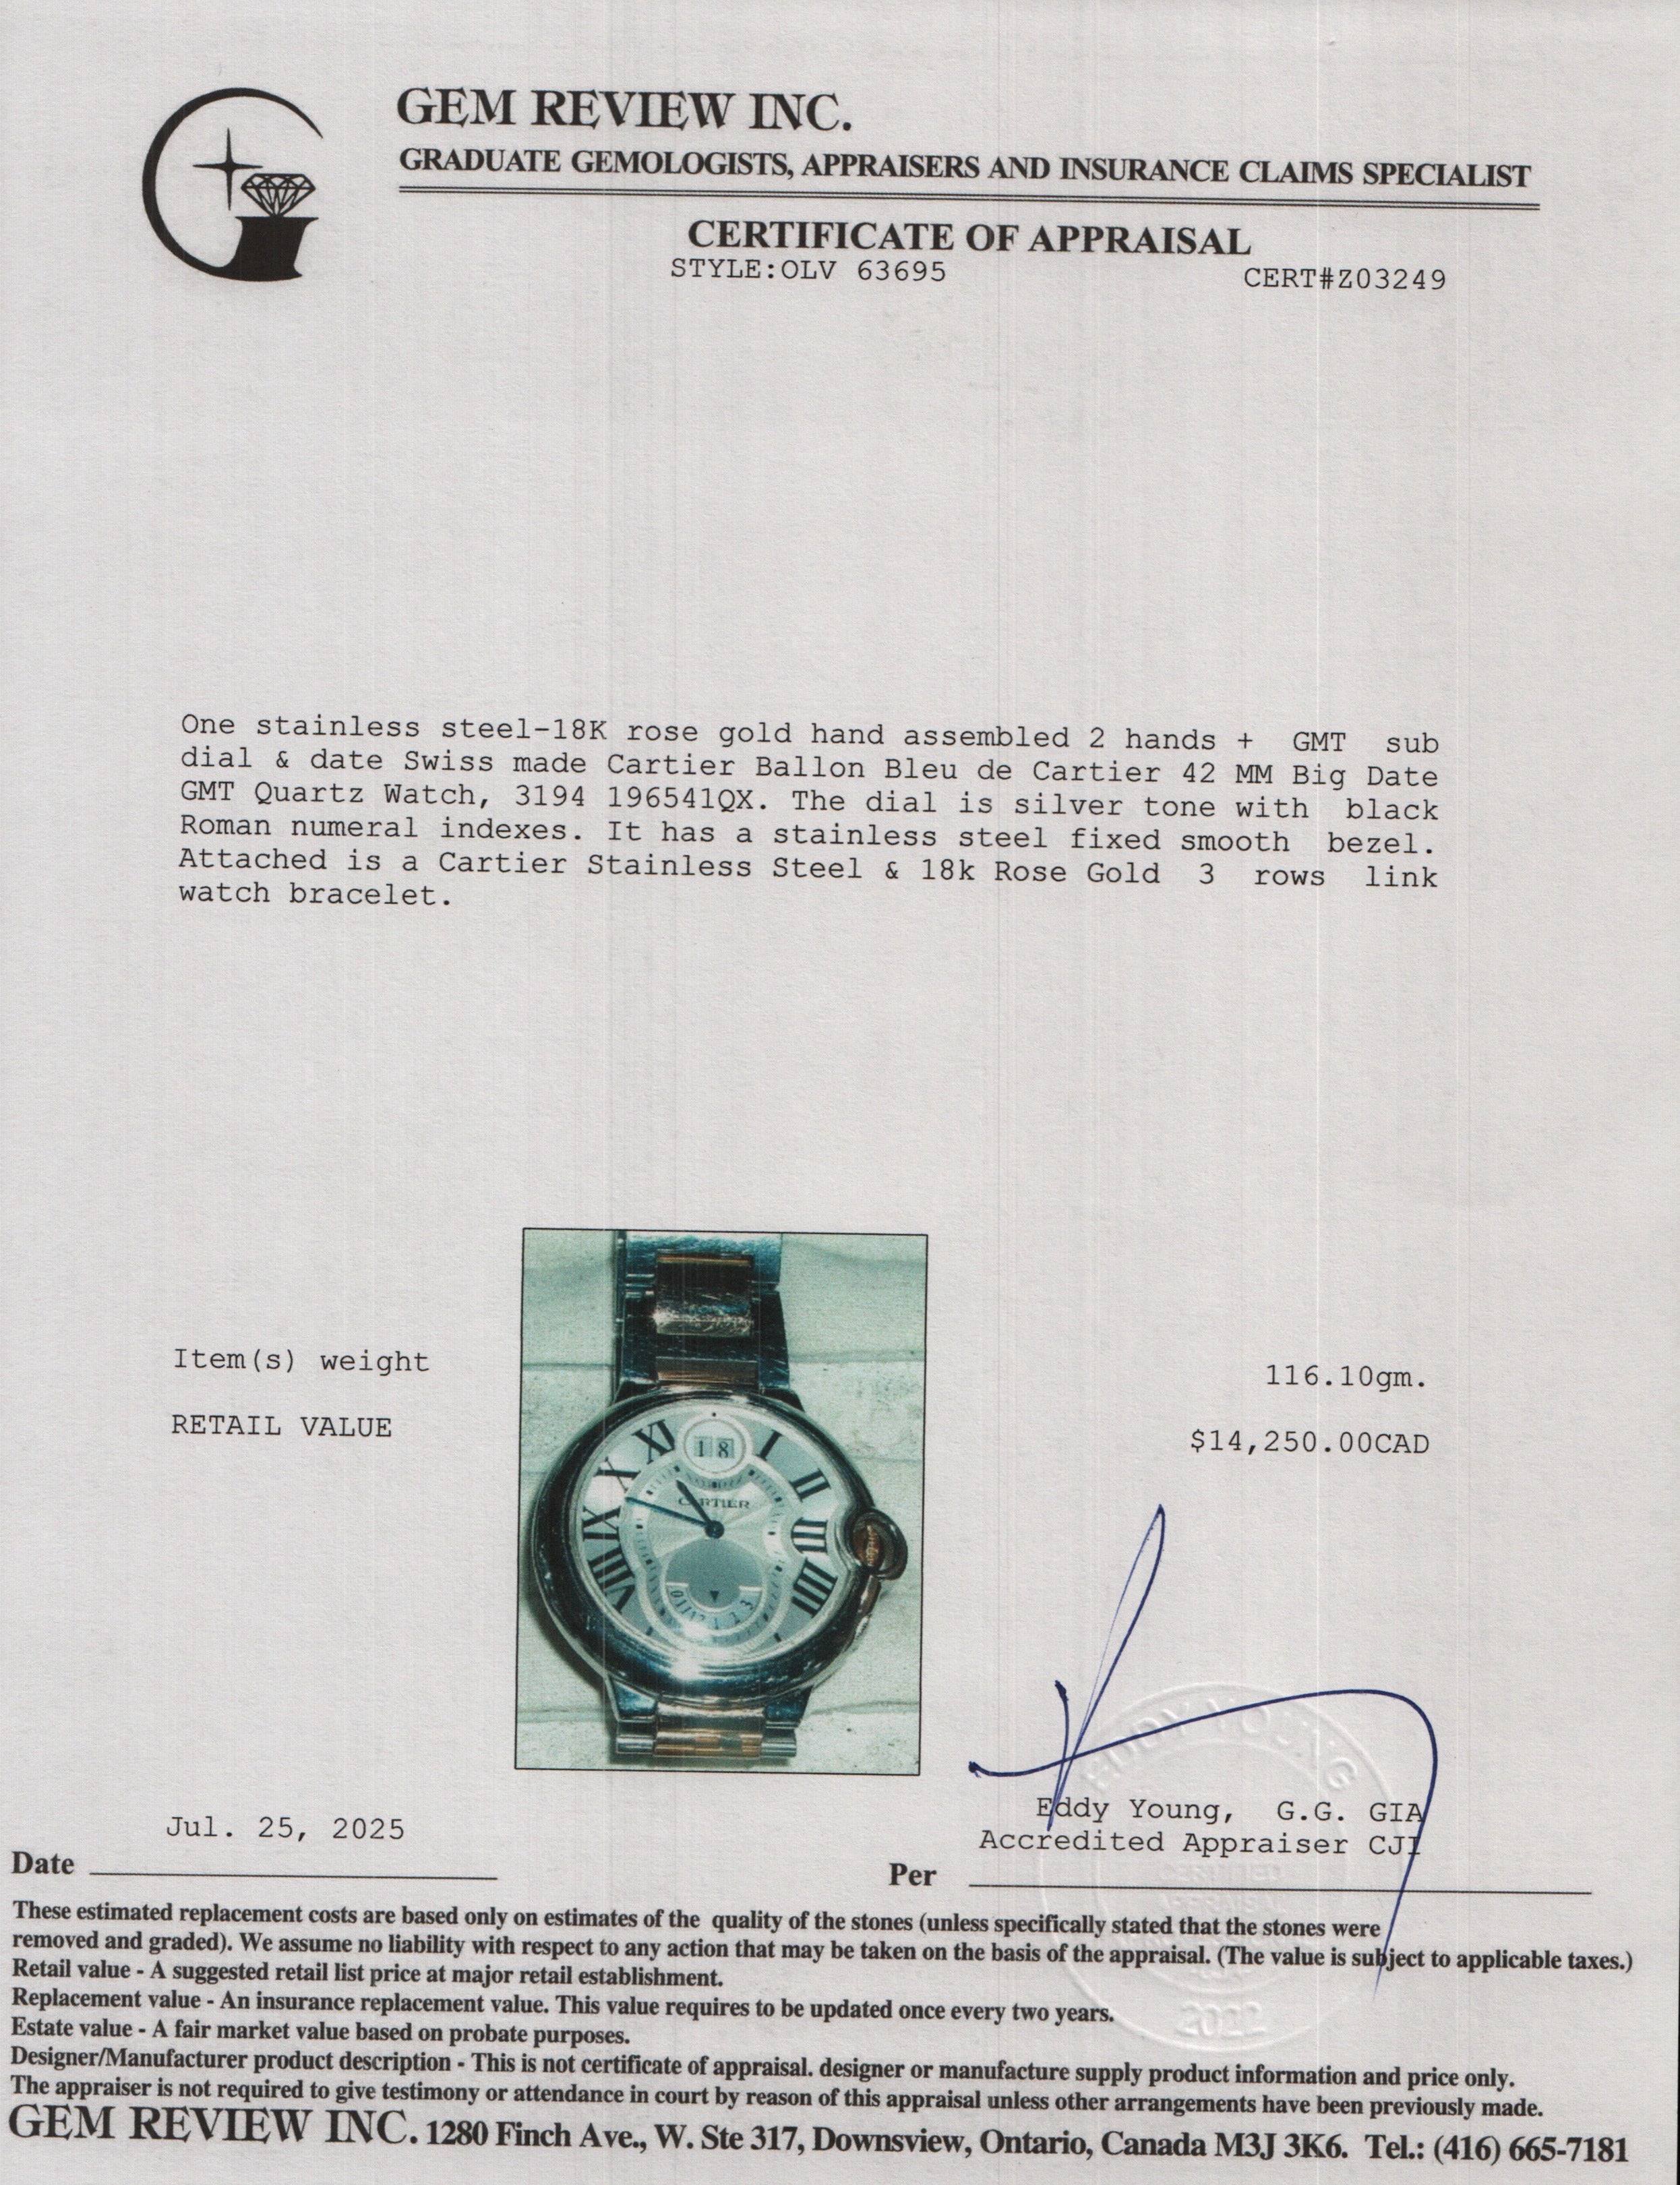 GEM REVIEW INC.
GRADUATE GEMOLOGISTS, APPRAISERS AND INSURANCE CLAIMS SPECIALIST
CERTIFICATE OF APPRAISAL
STYLE:OLV 63695 CERT#Z03249
One stainless steel-18K rose gold hand assembled 2 hands + GMT sub
dial & date Swiss made Cartier Ballon Bleu de Cartier 42 MM Big Date
GMT Quartz Watch, 3194 196541QX. The dial is silver tone with black
Roman numeral indexes. It has a stainless steel fixed smooth bezel.
Attached is a Cartier Stainless Steel & 18k Rose Gold 3 rows link
watch bracelet.
XI 18 I
X II
CARTIER
IX III
VIII IIII
Item(s) weight 116.10gm.
RETAIL VALUE $14,250.00CAD
EDDY YOUNG
Eddy Young, G.G. GIA
Accredited Appraiser CJI
Jul. 25, 2025
Date
Per
These estimated replacement costs are based only on estimates of the quality of the stones (unless specifically stated that the stones were
removed and graded). We assume no liability with respect to any action that may be taken on the basis of the appraisal. (The value is subject to applicable taxes.)
Retail value - A suggested retail list price at major retail establishment.
Replacement value - An insurance replacement value. This value requires to be updated once every two years.
2022
Estate value - A fair market value based on probate purposes.
Designer/Manufacturer product description - This is not certificate of appraisal. designer or manufacture supply product information and price only.
The appraiser is not required to give testimony or attendance in court by reason of this appraisal unless other arrangements have been previously made.
GEM REVIEW INC. 1280 Finch Ave., W. Ste 317, Downsview, Ontario, Canada M3J 3K6. Tel.: (416) 665-7181